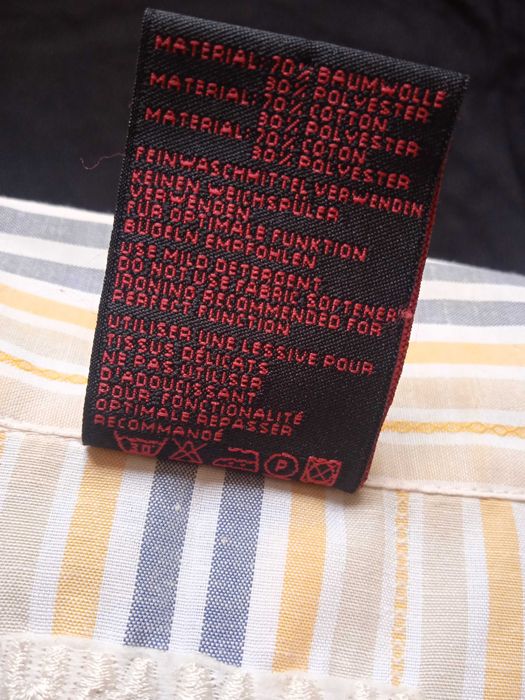 MATERIAL: 70% BAUMWOLLE
30% POLYESTER
MATERIAL: 70% COTTON
30% POLYESTER
MATERIAL: 70% COTON
30% POLYESTER
FEINWASCHMITTEL VERWENDEN
KEINEN WEICHSPÜLER
VERWENDEN
FÜR OPTIMALE FUNKTION
BÜGELN EMPFOHLEN
USE MILD DETERGENT
DO NOT USE FABRIC SOFTENER
IRONING RECOMMENDED FOR
PERFECT FUNCTION
UTILISER UNE LESSIVE POUR
TISSUS DÉLICATS
NE PAS UTILISER
D'ADOUCISSANT
POUR FONCTIONALITÉ
OPTIMALE REPASSER
RECOMMANDÉ
P